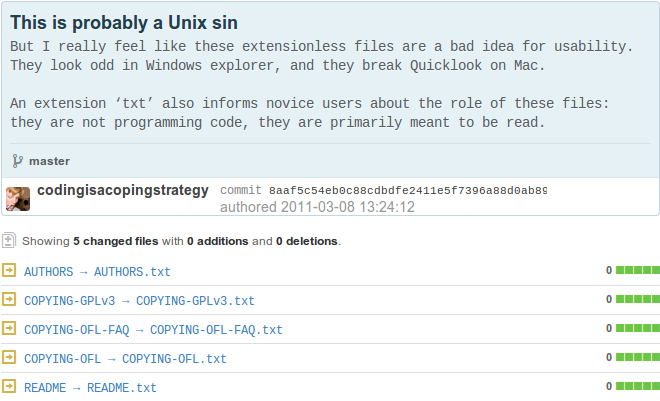 This is probably a Unix sin
But I really feel like these extensionless files are a bad idea for usability.
They look odd in Windows explorer, and they break Quicklook on Mac.
An extension ‘txt’ also informs novice users about the role of these files:
they are not programming code, they are primarily meant to be read.
master
codingisacopingstrategy commit 8aaf5c54eb0c88cdbdfe2411e5f7396a88d0ab89
authored 2011-03-08 13:24:12
Showing 5 changed files with 0 additions and 0 deletions.
AUTHORS → AUTHORS.txt 0
COPYING-GPLv3 → COPYING-GPLv3.txt 0
COPYING-OFL-FAQ → COPYING-OFL-FAQ.txt 0
COPYING-OFL → COPYING-OFL.txt 0
README → README.txt 0